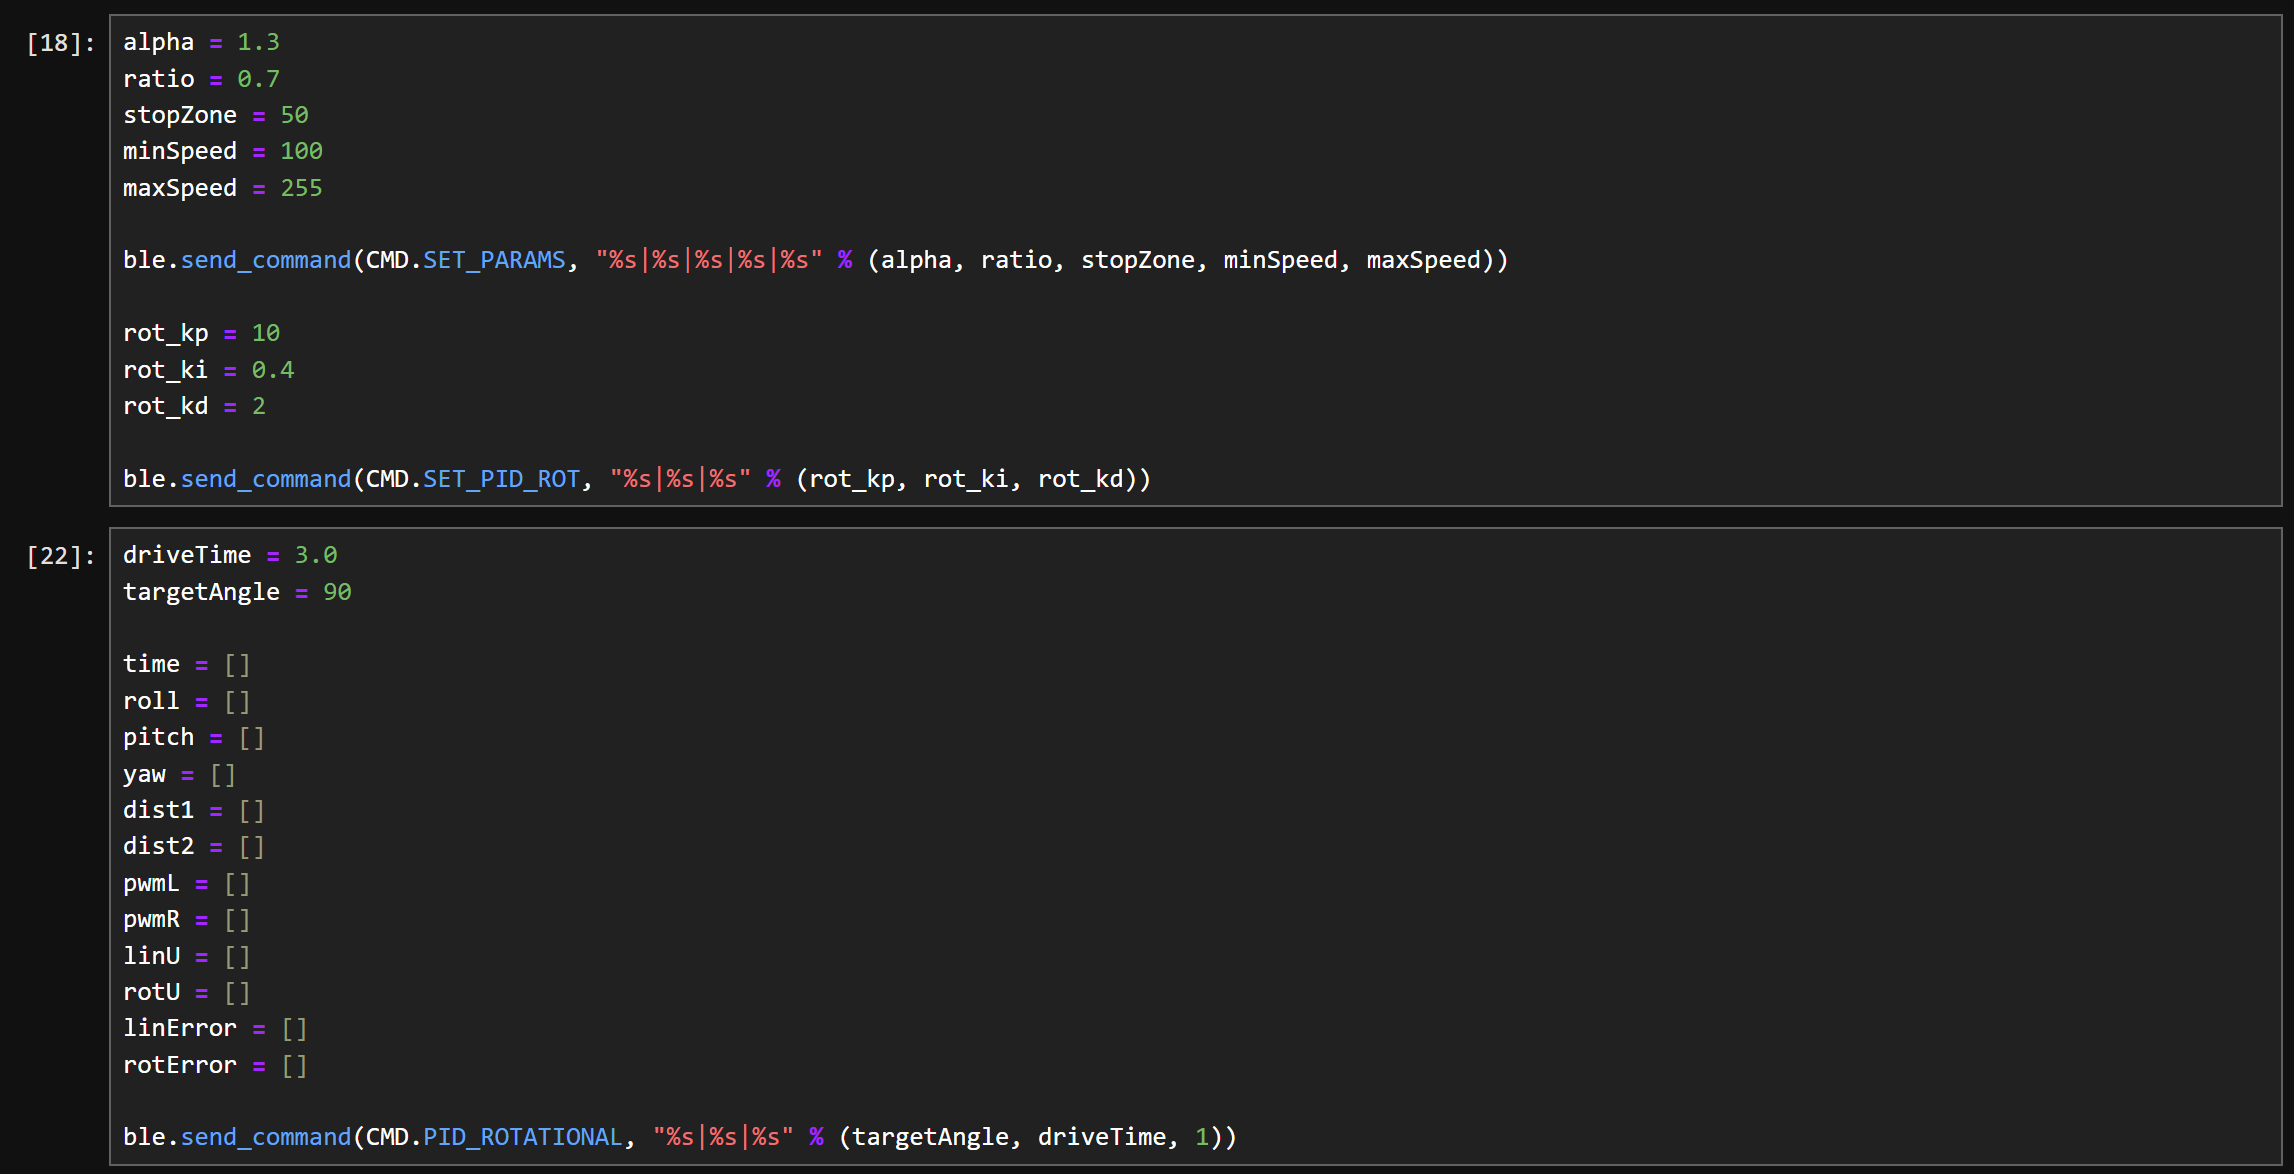 [18]:
alpha = 1.3
ratio = 0.7
stopZone = 50
minSpeed = 100
maxSpeed = 255
ble.send_command(CMD.SET_PARAMS, "%s|%s|%s|%s|%s" % (alpha, ratio, stopZone, minSpeed, maxSpeed))
rot_kp = 10
rot_ki = 0.4
rot_kd = 2
ble.send_command(CMD.SET_PID_ROT, "%s|%s|%s" % (rot_kp, rot_ki, rot_kd))
[22]:
driveTime = 3.0
targetAngle = 90
time = []
roll = []
pitch = []
yaw = []
dist1 = []
dist2 = []
pwmL = []
pwmR = []
linU = []
rotU = []
linError = []
rotError = []
ble.send_command(CMD.PID_ROTATIONAL, "%s|%s|%s" % (targetAngle, driveTime, 1))